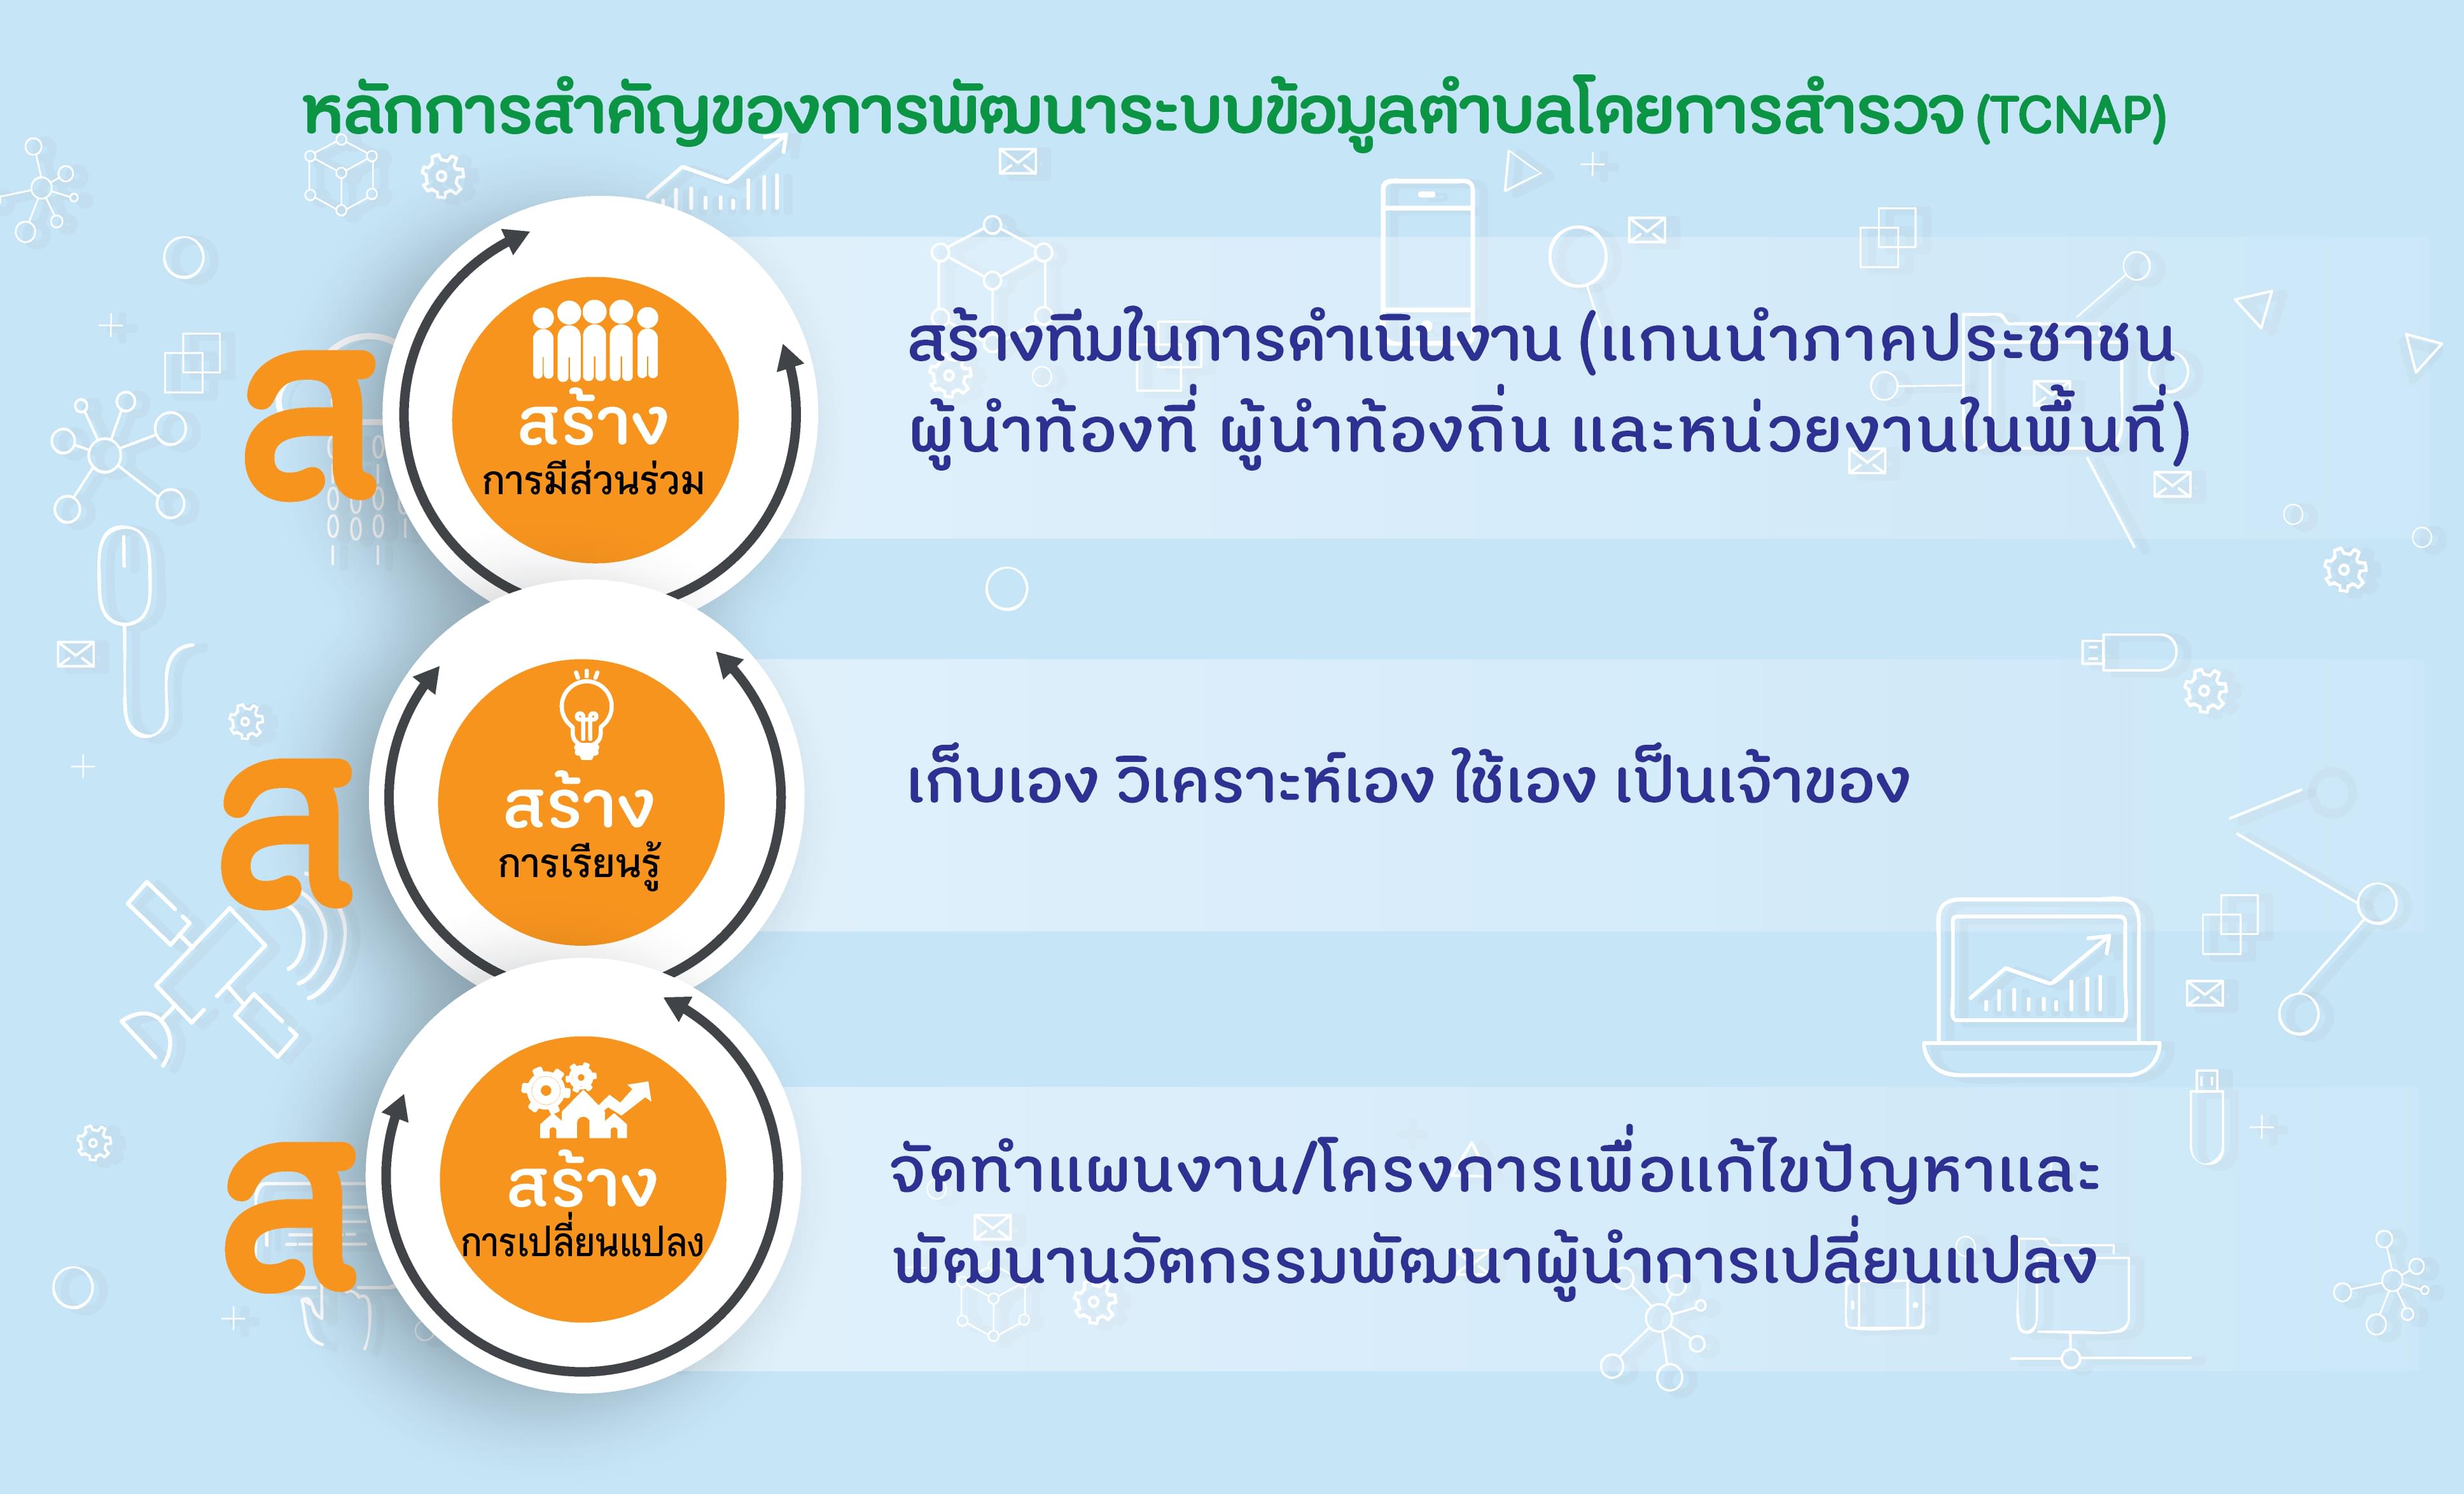 หลักการสำคัญของการพัฒนาระบบข้อมูลตำบลโดยการสำรวจ (TCNAP)
ส
สร้าง
การมีส่วนร่วม
สร้างทีมในการดำเนินงาน (แกนนำภาคประชาชน
ผู้นำท้องที่ ผู้นำท้องถิ่น และหน่วยงานในพื้นที่)
ส
สร้าง
การเรียนรู้
เก็บเอง วิเคราะห์เอง ใช้เอง เป็นเจ้าของ
ส
สร้าง
การเปลี่ยนแปลง
จัดทำแผนงาน/โครงการเพื่อแก้ไขปัญหาและ
พัฒนานวัตกรรมพัฒนาผู้นำการเปลี่ยนแปลง